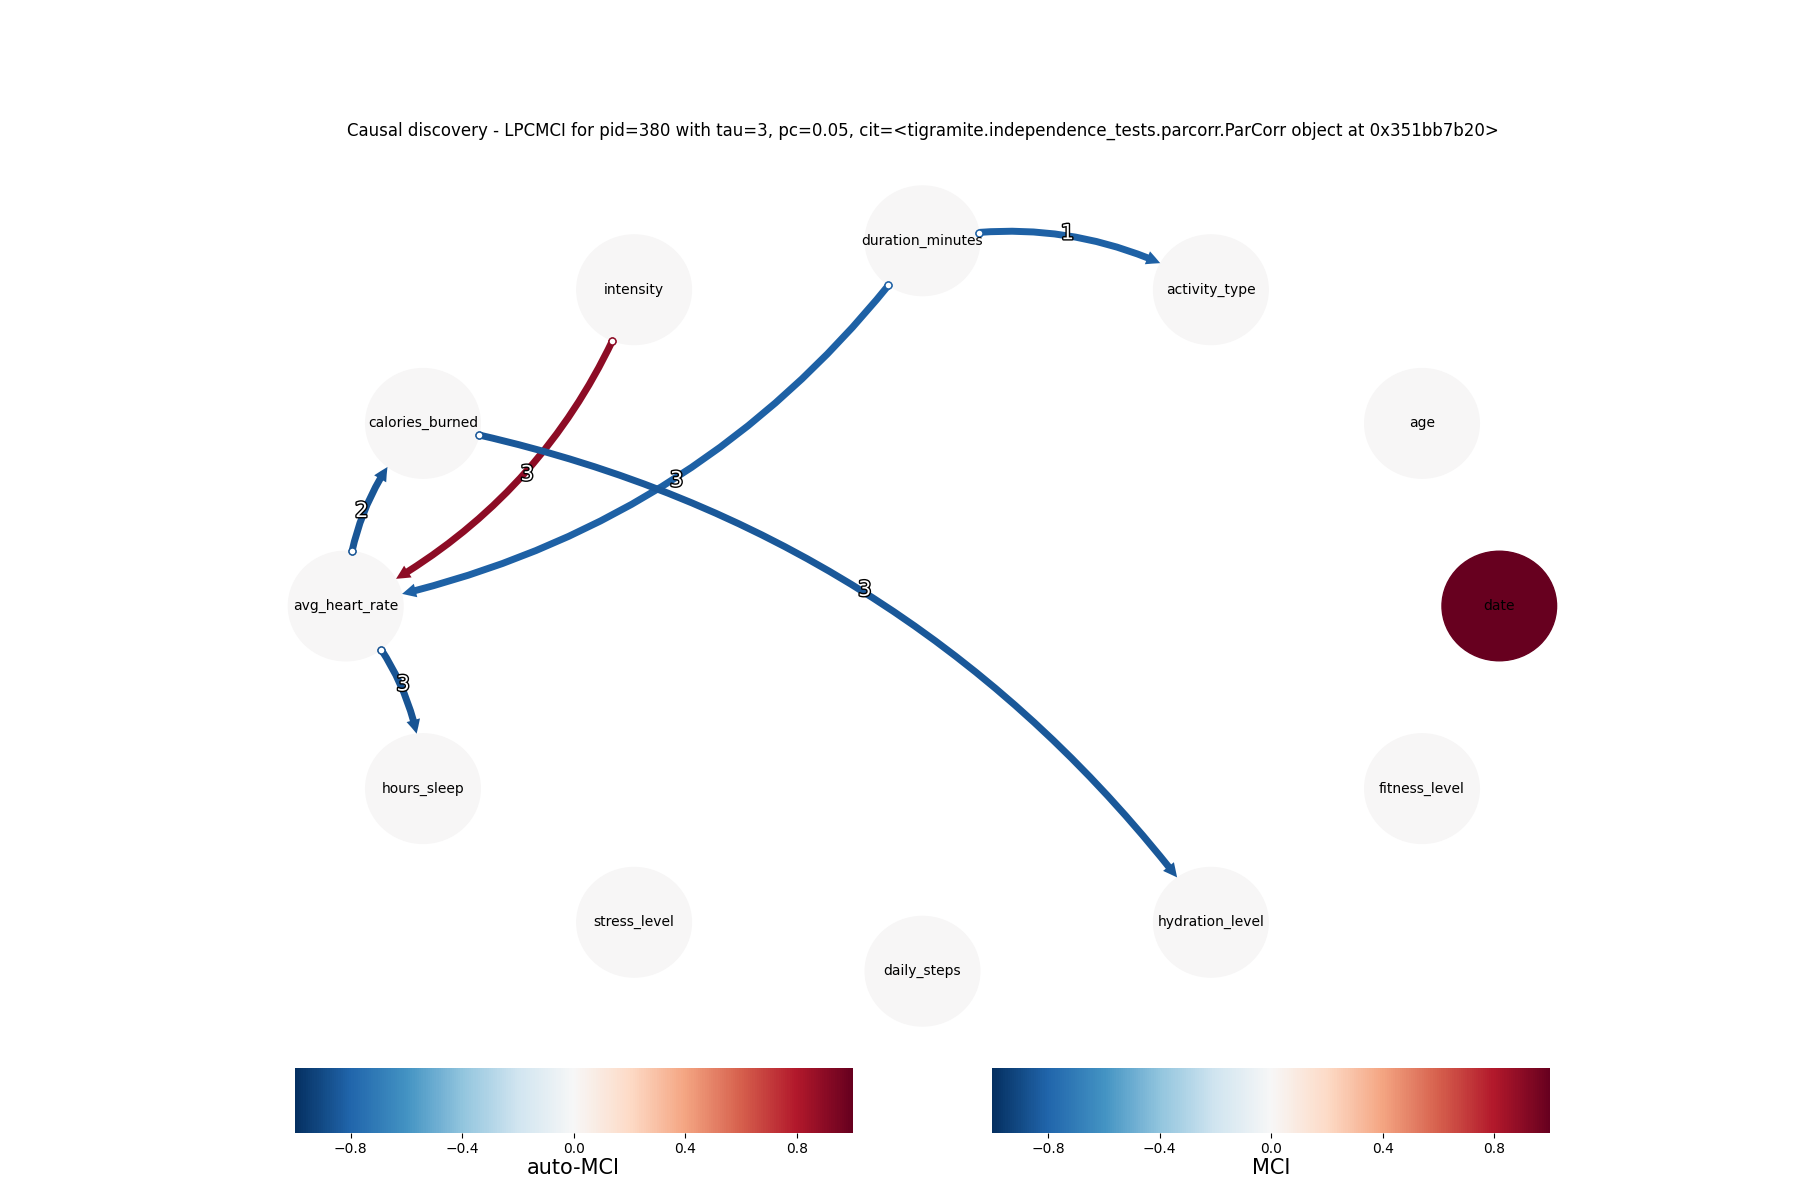 Causal discovery - LPCMCI for pid=380 with tau=3, pc=0.05, cit=<tigramite.independence_tests.parcorr.ParCorr object at 0x351bb7b20>
duration_minutes
1
intensity
activity_type
calories_burned
age
3
3
2
3
avg_heart_rate
date
3
hours_sleep
fitness_level
stress_level
hydration_level
daily_steps
−0.8 −0.4 0.0 0.4 0.8
auto-MCI
−0.8 −0.4 0.0 0.4 0.8
MCI